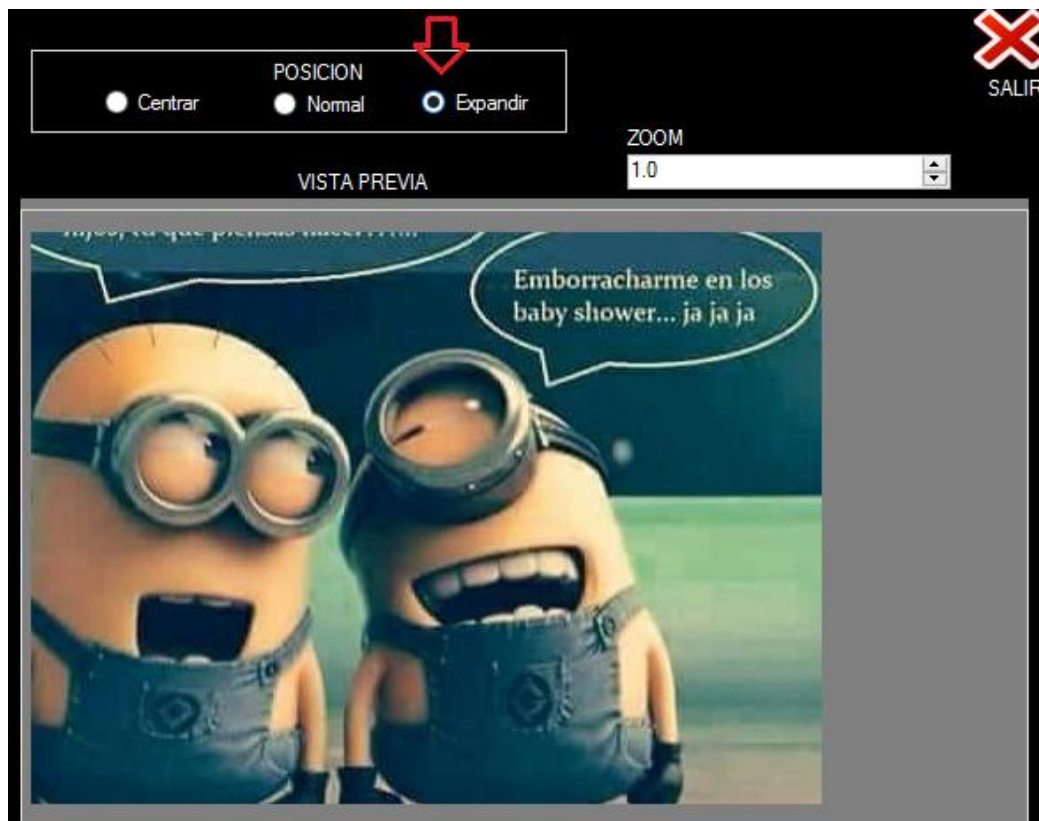 POSICION
Centrar
Normal
Expandir
SALIR
ZOOM
1.0
VISTA PREVIA
Emborracharme en los
baby shower... ja ja ja